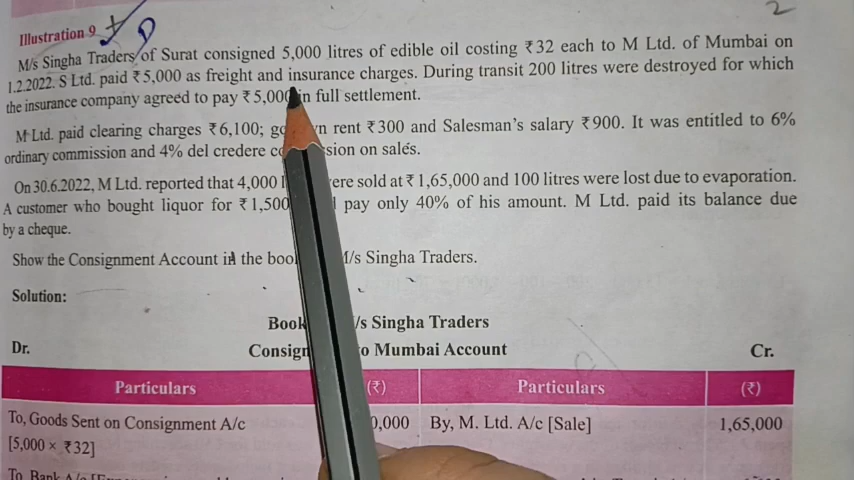 2
Illustration 9
M/s Singha Traders of Surat consigned 5,000 litres of edible oil costing ₹32 each to M Ltd. of Mumbai on
1.2.2022. S Ltd. paid ₹5,000 as freight and insurance charges. During transit 200 litres were destroyed for which
the insurance company agreed to pay ₹5,000 in full settlement.
M Ltd. paid clearing charges ₹6,100; go n rent ₹300 and Salesman's salary ₹900. It was entitled to 6%
ordinary commission and 4% del credere co sion on sales.
On 30.6.2022, M Ltd. reported that 4,000 l ere sold at ₹1,65,000 and 100 litres were lost due to evaporation.
A customer who bought liquor for ₹1,500 pay only 40% of his amount. M Ltd. paid its balance due
by a cheque.
Show the Consignment Account in the boo /s Singha Traders.
Solution:
Book /s Singha Traders
Dr. Consign o Mumbai Account Cr.
Particulars (₹) Particulars (₹)
To, Goods Sent on Consignment A/c 0,000 By, M. Ltd. A/c [Sale] 1,65,000
[5,000 × ₹32]
To Bank A/c